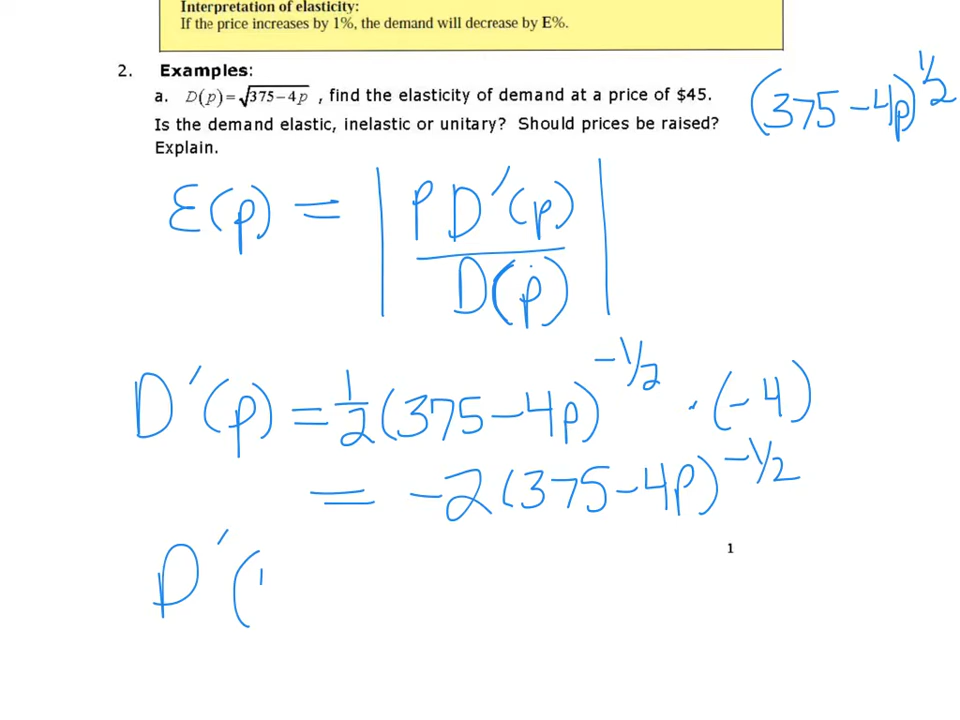 Interpretation of elasticity:
If the price increases by 1%, the demand will decrease by E%.
2. Examples:
a. D(p)=√375−4p , find the elasticity of demand at a price of $45.
Is the demand elastic, inelastic or unitary? Should prices be raised?
Explain.
(375−4p)^1/2
E(p) = | PD′(p) / D(p) |
D′(p) = 1/2(375−4p)^−1/2 · (−4)
= −2(375−4p)^−1/2
1
D′(